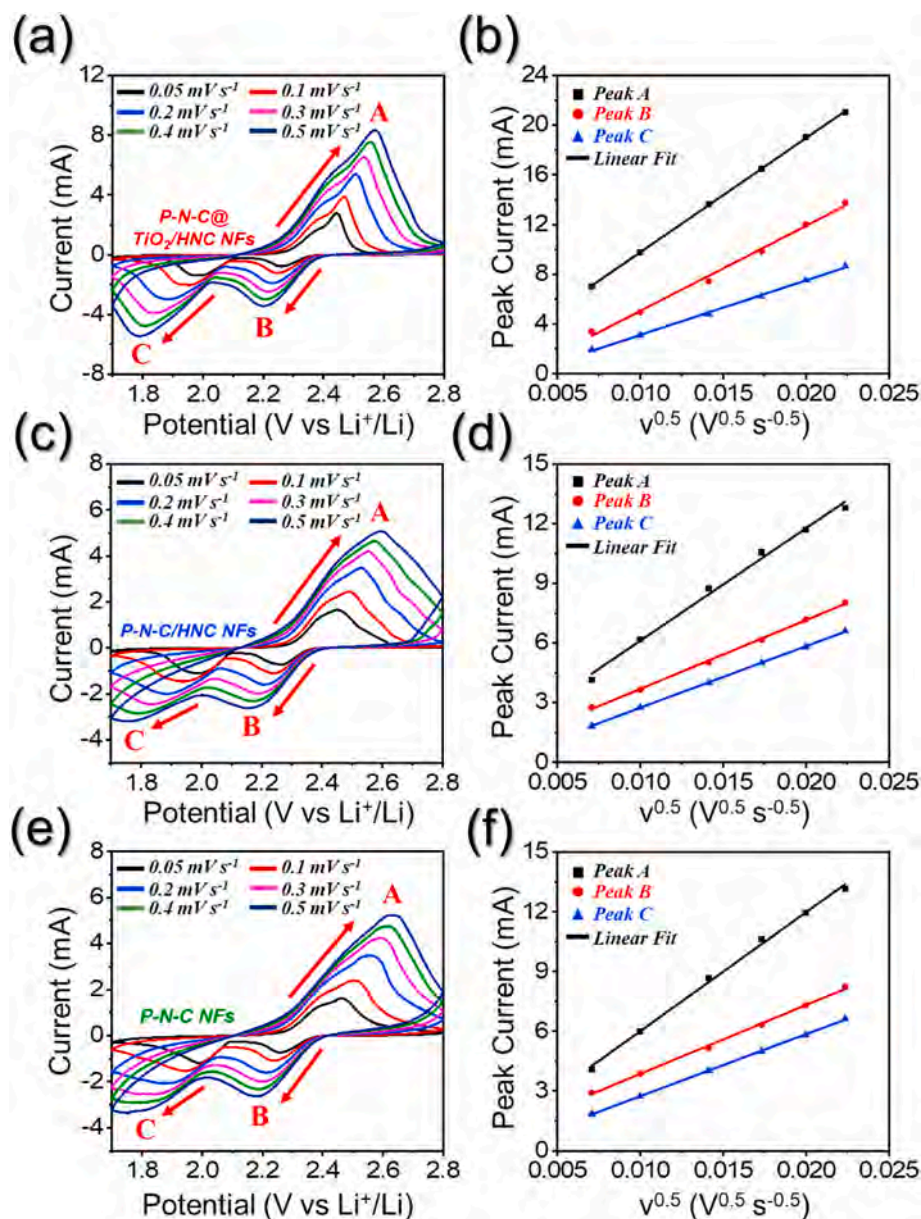 (a)
12
8
4
0
-4
-8
Current (mA)
0.05 mV s⁻¹ 0.1 mV s⁻¹
0.2 mV s⁻¹ 0.3 mV s⁻¹
0.4 mV s⁻¹ 0.5 mV s⁻¹
A
P-N-C@
TiO₂/HNC NFs
B
C
1.8 2.0 2.2 2.4 2.6 2.8
Potential (V vs Li⁺/Li)
(b)
24
20
16
12
8
4
0
Peak Current (mA)
Peak A
Peak B
Peak C
Linear Fit
0.005 0.010 0.015 0.020 0.025
v⁰·⁵ (V⁰·⁵ s⁻⁰·⁵)
(c)
8
6
4
2
0
-2
-4
Current (mA)
0.05 mV s⁻¹ 0.1 mV s⁻¹
0.2 mV s⁻¹ 0.3 mV s⁻¹
0.4 mV s⁻¹ 0.5 mV s⁻¹
A
P-N-C/HNC NFs
B
C
1.8 2.0 2.2 2.4 2.6 2.8
Potential (V vs Li⁺/Li)
(d)
15
12
9
6
3
0
Peak Current (mA)
Peak A
Peak B
Peak C
Linear Fit
0.005 0.010 0.015 0.020 0.025
v⁰·⁵ (V⁰·⁵ s⁻⁰·⁵)
(e)
8
6
4
2
0
-2
-4
Current (mA)
0.05 mV s⁻¹ 0.1 mV s⁻¹
0.2 mV s⁻¹ 0.3 mV s⁻¹
0.4 mV s⁻¹ 0.5 mV s⁻¹
A
P-N-C NFs
B
C
1.8 2.0 2.2 2.4 2.6 2.8
Potential (V vs Li⁺/Li)
(f)
15
12
9
6
3
0
Peak Current (mA)
Peak A
Peak B
Peak C
Linear Fit
0.005 0.010 0.015 0.020 0.025
v⁰·⁵ (V⁰·⁵ s⁻⁰·⁵)